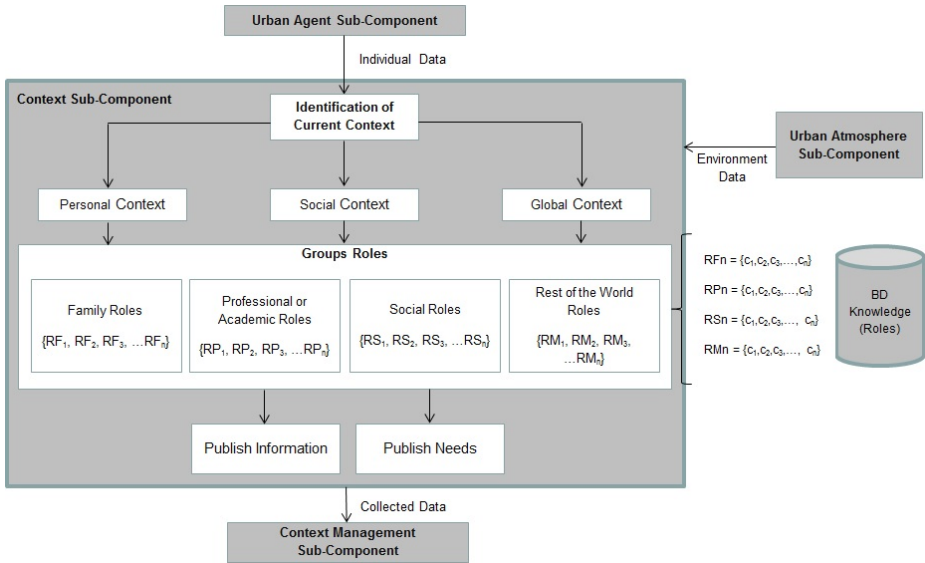 Urban Agent Sub-Component
Individual Data
Context Sub-Component
Identification of
Current Context
Urban Atmosphere
Sub-Component
Environment
Data
Personal Context
Social Context
Global Context
Groups Roles
Family Roles
{RF₁, RF₂, RF₃, ...RFₙ}
Professional or
Academic Roles
{RP₁, RP₂, RP₃, ...RPₙ}
Social Roles
{RS₁, RS₂, RS₃, ...RSₙ}
Rest of the World
Roles
{RM₁, RM₂, RM₃,
...RMₙ}
RFn = {c₁,c₂,c₃,...,cₙ}
RPn = {c₁,c₂,c₃,...,cₙ}
RSn = {c₁,c₂,c₃,..., cₙ}
RMn = {c₁,c₂,c₃,..., cₙ}
BD
Knowledge
(Roles)
Publish Information
Publish Needs
Collected Data
Context Management
Sub-Component